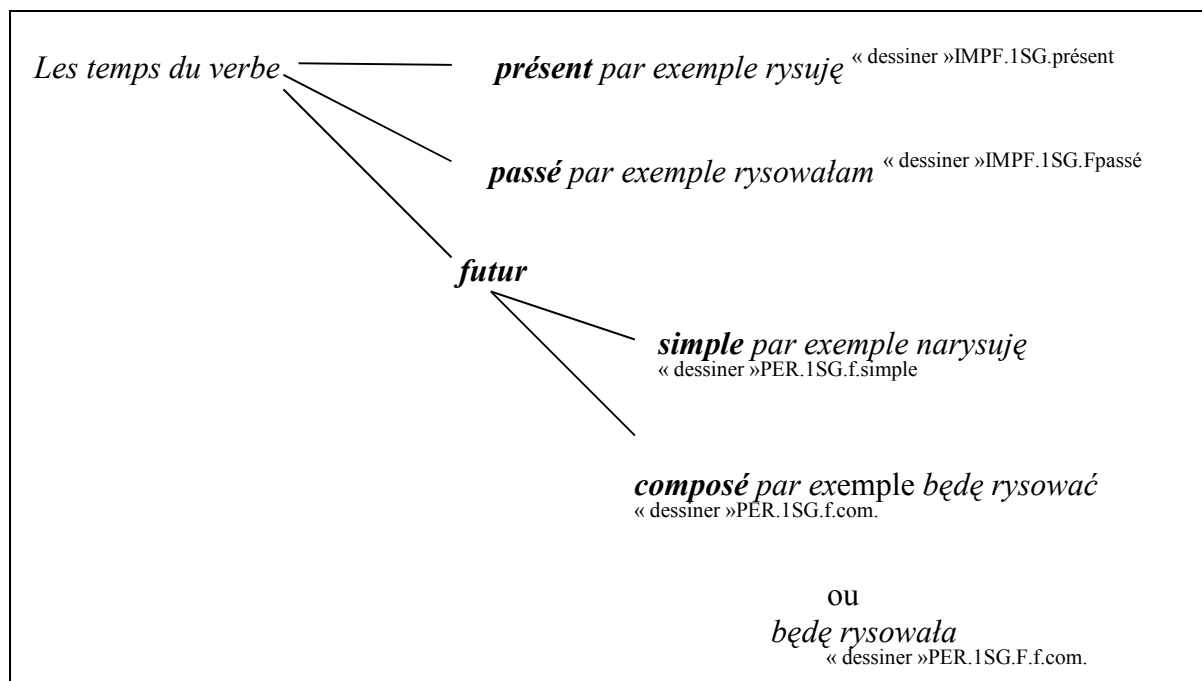 Les temps du verbe
présent par exemple rysuję « dessiner »IMPF.1SG.présent
passé par exemple rysowałam « dessiner »IMPF.1SG.Fpassé
futur
simple par exemple narysuję
« dessiner »PER.1SG.f.simple
composé par exemple będę rysować
« dessiner »PER.1SG.f.com.
ou
będę rysowała
« dessiner »PER.1SG.F.f.com.